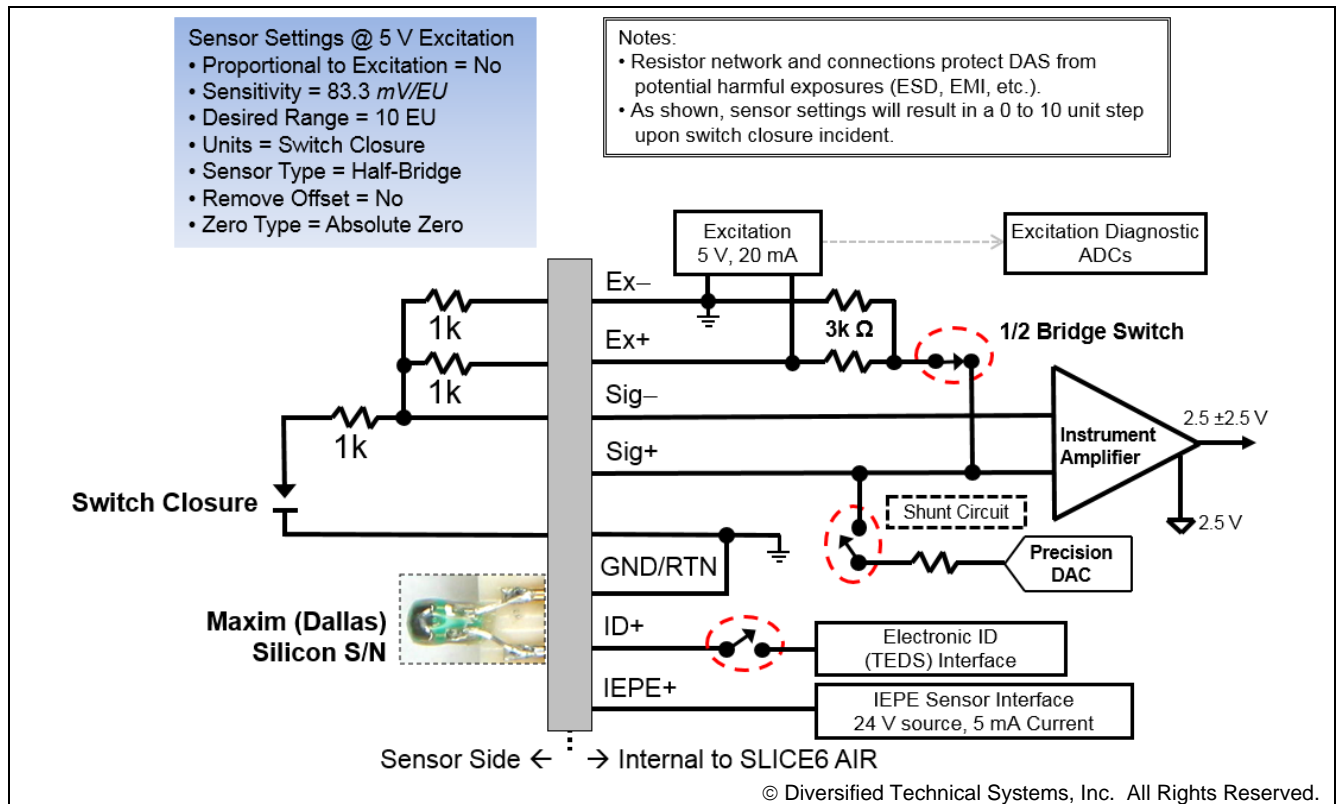 Sensor Settings @ 5 V Excitation
• Proportional to Excitation = No
• Sensitivity = 83.3 mV/EU
• Desired Range = 10 EU
• Units = Switch Closure
• Sensor Type = Half-Bridge
• Remove Offset = No
• Zero Type = Absolute Zero
Notes:
• Resistor network and connections protect DAS from
potential harmful exposures (ESD, EMI, etc.).
• As shown, sensor settings will result in a 0 to 10 unit step
upon switch closure incident.
Excitation
5 V, 20 mA
Excitation Diagnostic
ADCs
Ex–
1k
3k Ω
1/2 Bridge Switch
Ex+
1k
Sig–
1k
2.5 ±2.5 V
Instrument
Amplifier
Sig+
Switch Closure
Shunt Circuit
2.5 V
GND/RTN
Precision
DAC
Maxim (Dallas)
Silicon S/N
ID+
Electronic ID
(TEDS) Interface
IEPE+
IEPE Sensor Interface
24 V source, 5 mA Current
Sensor Side ← → Internal to SLICE6 AIR
© Diversified Technical Systems, Inc. All Rights Reserved.